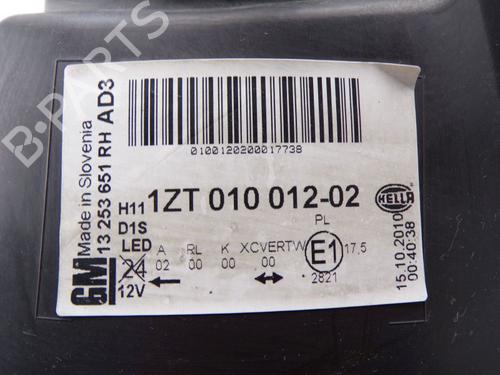 B-PARTS
GM
Made in Slovenia
13 253 651 RH AD3
0100120200017738
H11 1ZT 010 012-02
D1S
LED
24
12V
A RL K XCVERTW PL
02 00 00 00
E1 17,5
2821
HELLA
15.10.2010
00:40:38